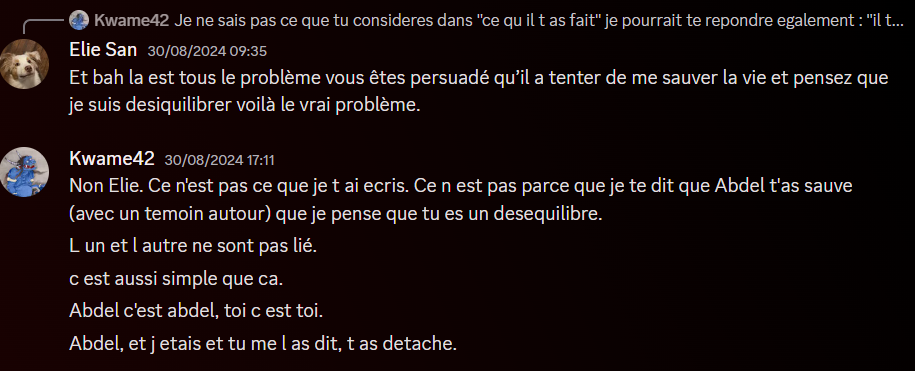 Kwame42 Je ne sais pas ce que tu consideres dans "ce qu il t as fait" je pourrait te repondre egalement : "il t...
Elie San 30/08/2024 09:35
Et bah la est tous le problème vous êtes persuadé qu’il a tenter de me sauver la vie et pensez que
je suis desiquilibrer voilà le vrai problème.
Kwame42 30/08/2024 17:11
Non Elie. Ce n'est pas ce que je t ai ecris. Ce n est pas parce que je te dit que Abdel t'as sauve
(avec un temoin autour) que je pense que tu es un desequilibre.
L un et l autre ne sont pas lié.
c est aussi simple que ca.
Abdel c'est abdel, toi c est toi.
Abdel, et j etais et tu me l as dit, t as detache.